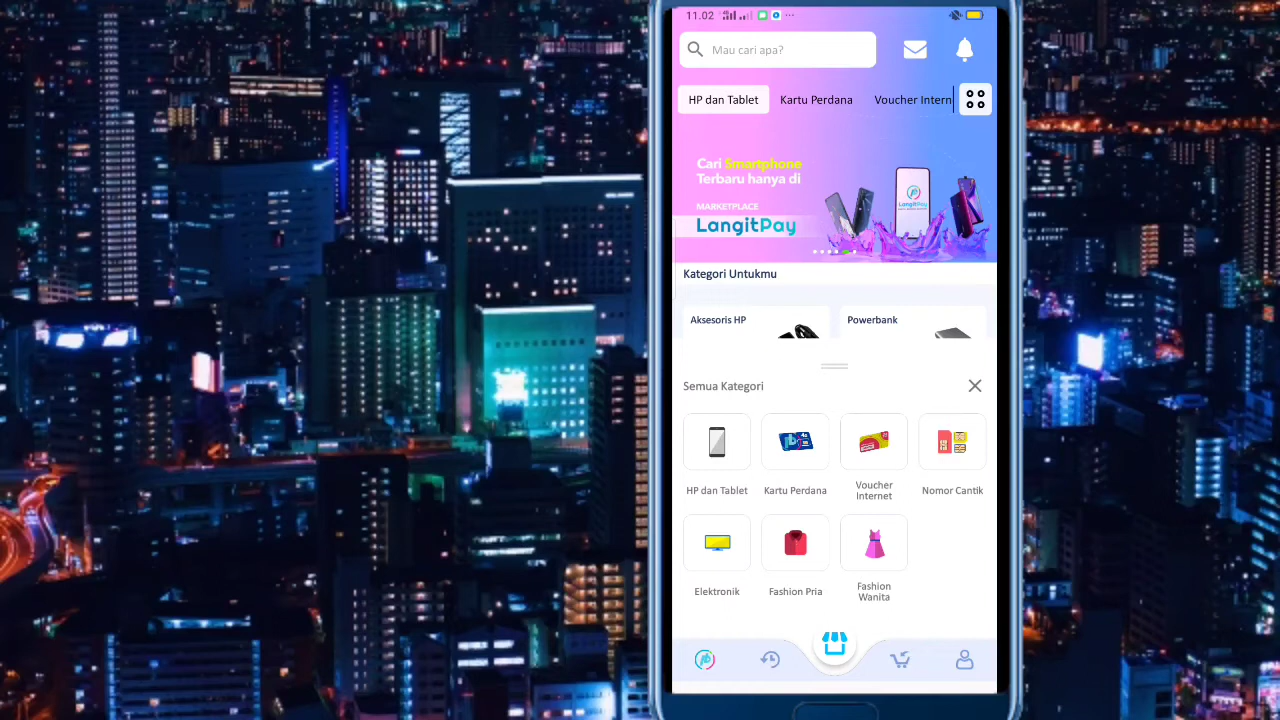 11.02
Mau cari apa?
HP dan Tablet
Kartu Perdana
Voucher Intern
Cari Smartphone
Terbaru hanya di
MARKETPLACE
LangitPay
LangitPay
Kategori Untukmu
Aksesoris HP
Powerbank
Semua Kategori
HP dan Tablet
Kartu Perdana
Voucher
Internet
Nomor Cantik
Elektronik
Fashion Pria
Fashion
Wanita